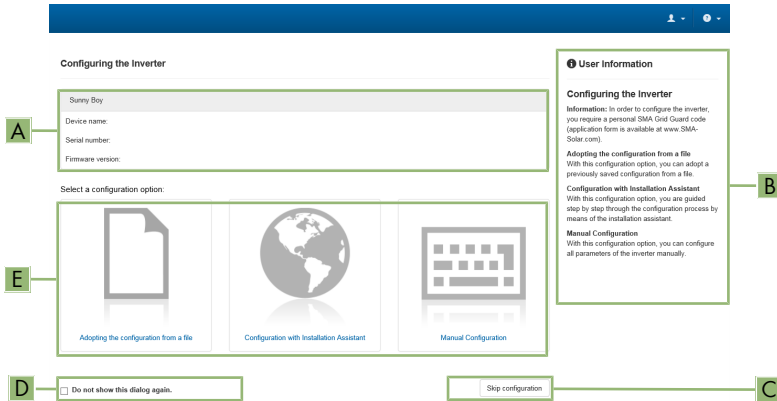 Configuring the Inverter
Sunny Boy
Device name:
Serial number:
Firmware version:
A
Select a configuration option:
E
Adopting the configuration from a file
Configuration with Installation Assistant
Manual Configuration
D
Do not show this dialog again.
Skip configuration
C
User Information
Configuring the Inverter
Information: In order to configure the inverter,
you require a personal SMA Grid Guard code
(application form is available at www.SMA-
Solar.com).
Adopting the configuration from a file
With this configuration option, you can adopt a
previously saved configuration from a file.
Configuration with Installation Assistant
With this configuration option, you are guided
step by step through the configuration process by
means of the installation assistant.
Manual Configuration
With this configuration option, you can configure
all parameters of the inverter manually.
B